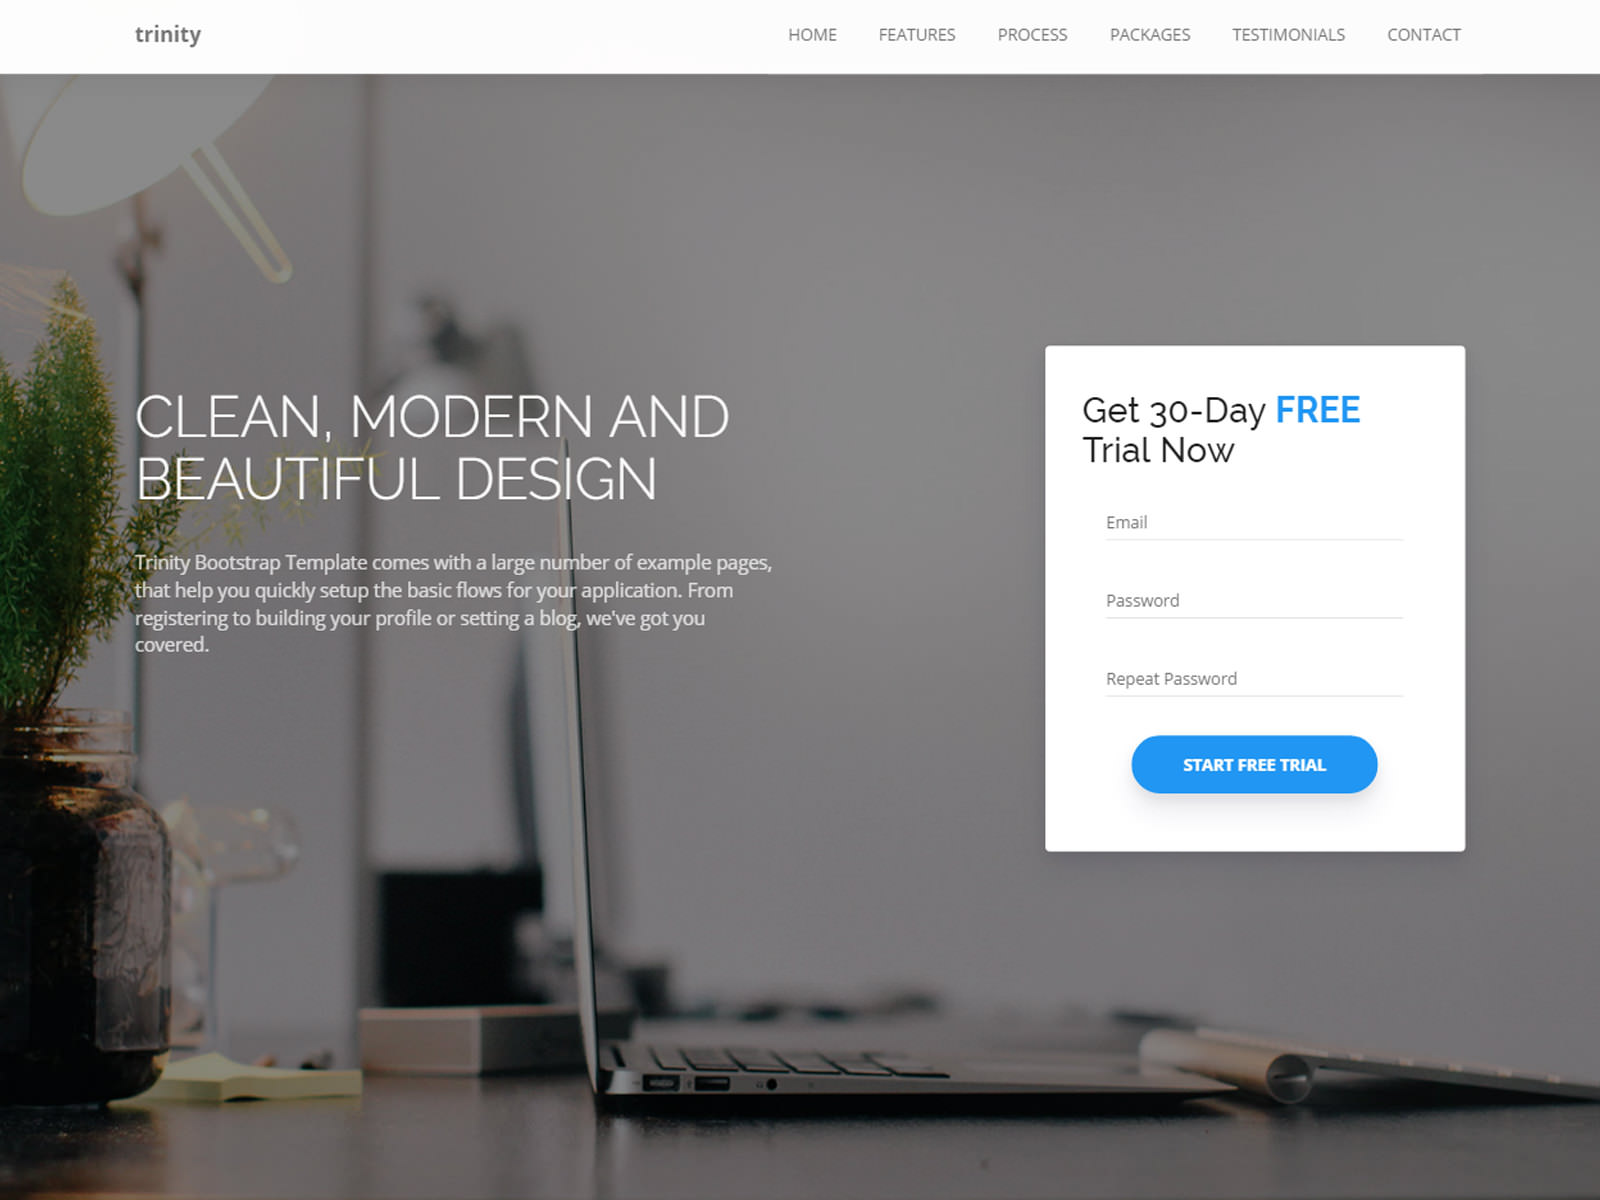 trinity
HOME FEATURES PROCESS PACKAGES TESTIMONIALS CONTACT
CLEAN, MODERN AND
BEAUTIFUL DESIGN
Trinity Bootstrap Template comes with a large number of example pages,
that help you quickly setup the basic flows for your application. From
registering to building your profile or setting a blog, we've got you
covered.
Get 30-Day FREE
Trial Now
Email
Password
Repeat Password
START FREE TRIAL